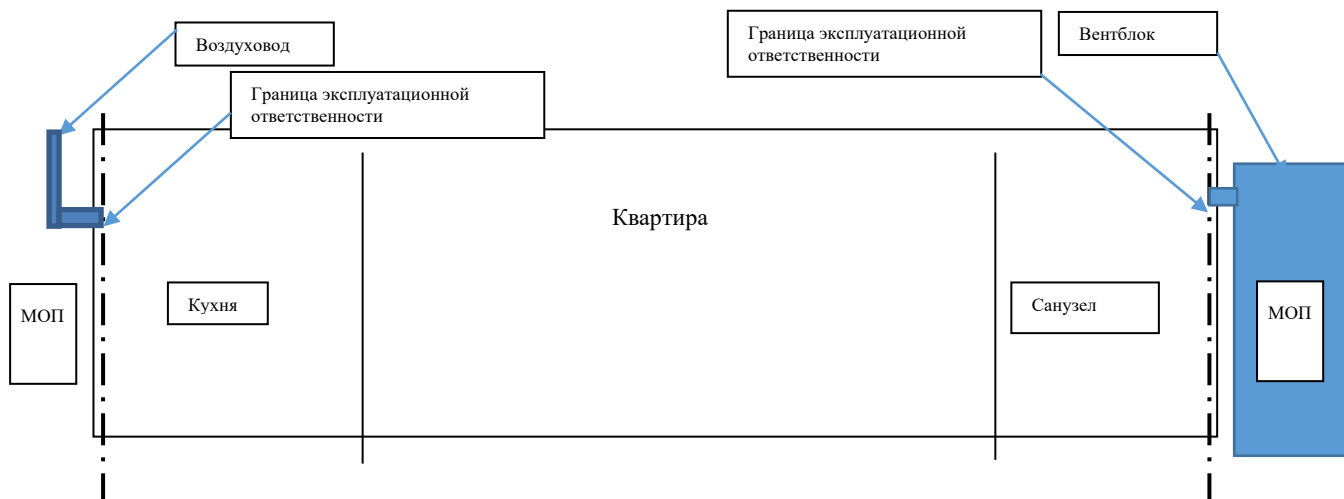 Воздуховод
Граница эксплуатационной
ответственности
Вентблок
Граница эксплуатационной
ответственности
Квартира
МОП
Кухня
Санузел
МОП